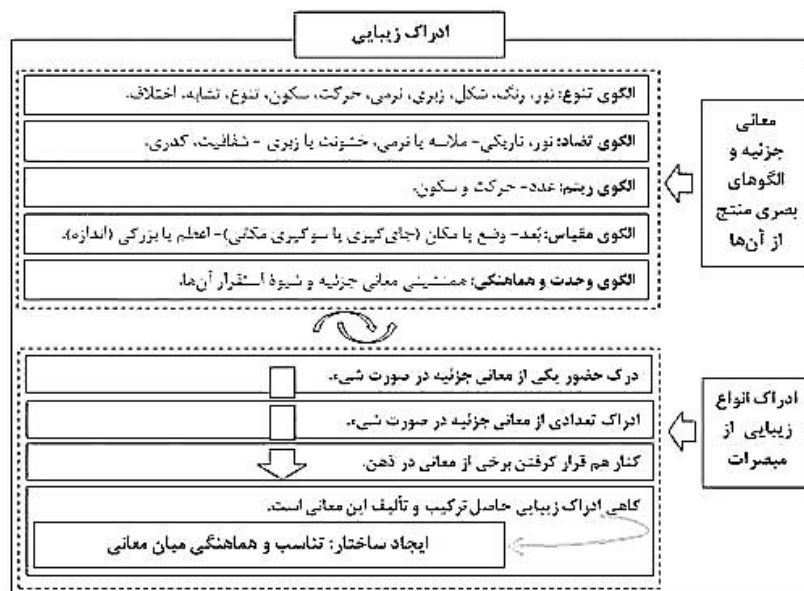 ادراک زیبایی
معانی
جزئیه و
الگوهای
بصری منتج
از آن‌ها
الگوی تنوع: نور، رنگ، شکل، زبری، نرمی، حرکت، سکون، تنوع، تشابه، اختلاف.
الگوی تضاد: نور، تاریکی- ملاسه یا نرمی، خشونت یا زبری - شفافیت، کدری.
الگوی ریتم: عدد- حرکت و سکون.
الگوی مقیاس: بُعد- وضع یا مکان (جای‌گیری یا سوگیری مکانی)- اعظم یا بزرگی (اندازه).
الگوی وحدت و هماهنگی: همنشینی معانی جزئیه و شیوهٔ استقرار آن‌ها.
ادراک انواع
زیبایی از
مبصرات
درک حضور یکی از معانی جزئیه در صورت شیء.
ادراک تعدادی از معانی جزئیه در صورت شیء.
کنار هم قرار گرفتن برخی از معانی در ذهن.
گاهی ادراک زیبایی حاصل ترکیب و تألیف این معانی است.
ایجاد ساختار: تناسب و هماهنگی میان معانی